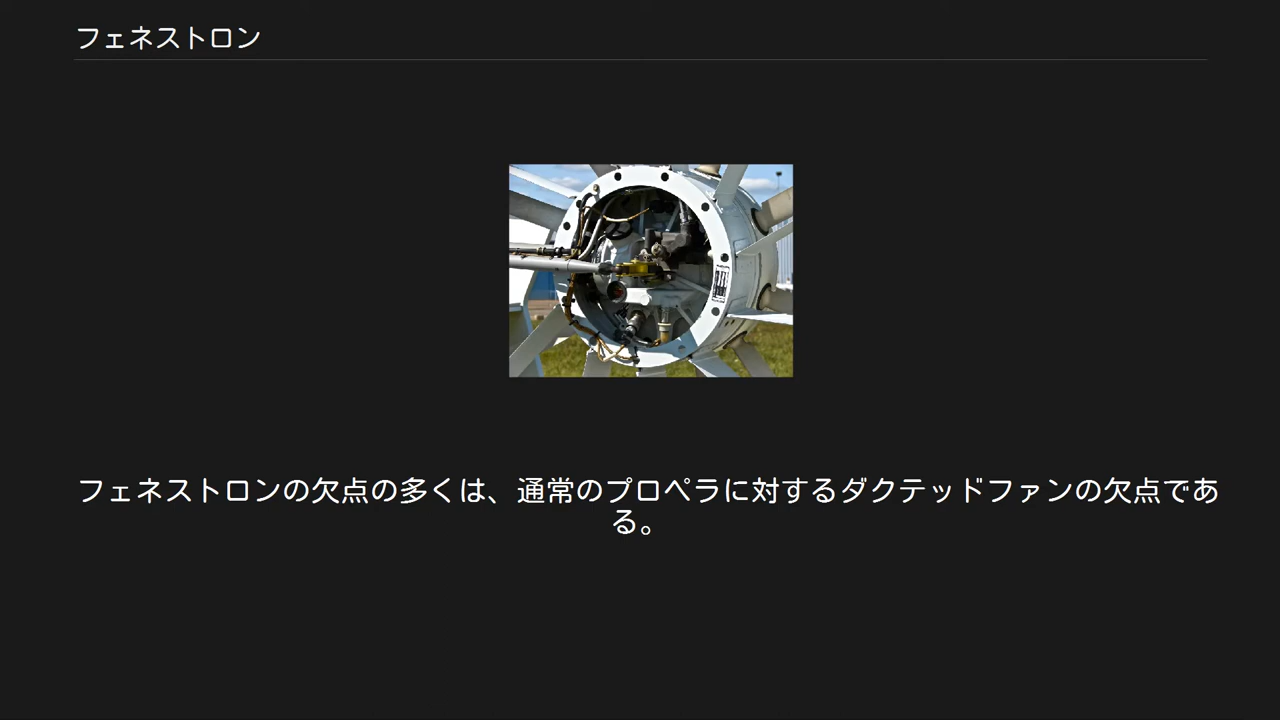 フェネストロン
フェネストロンの欠点の多くは、通常のプロペラに対するダクテッドファンの欠点であ
る。